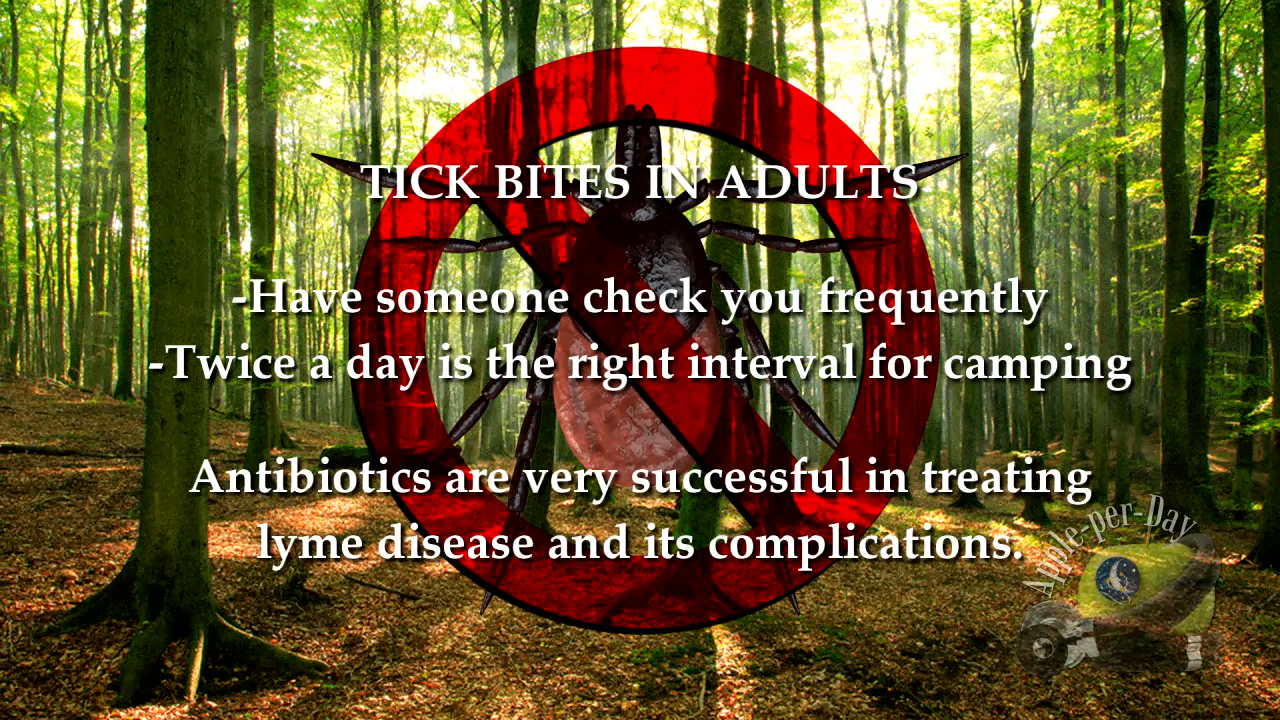 TICK BITES IN ADULTS
-Have someone check you frequently
-Twice a day is the right interval for camping
Antibiotics are very successful in treating
lyme disease and its complications.
Apple-per-Day